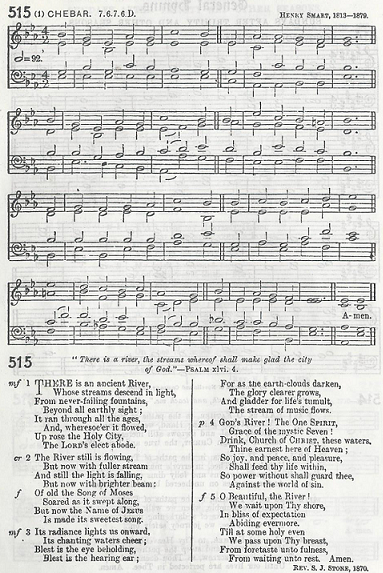 515 (1) CHEBAR. 7.6.7.6.D. HENRY SMART, 1813—1879.
=92.
A-men.
515
"There is a river, the streams whereof shall make glad the city
of God."—PSALM xlvi. 4.
mf 1 THERE is an ancient River,
Whose streams descend in light,
From never-failing fountains,
Beyond all earthly sight;
It ran through all the ages,
And, wheresoe'er it flowed,
Up rose the Holy City,
The LORD'S elect abode.
cr 2 The River still is flowing,
But now with fuller stream
And still the light is falling,
But now with brighter beam:
f Of old the Song of Moses
Soared as it swept along,
But now the Name of JESUS
Is made its sweetest song.
mf 3 Its radiance lights us onward,
Its chanting waters cheer;
Blest is the eye beholding,
Blest is the hearing ear;
For as the earth-clouds darken,
The glory clearer grows,
And gladder for life's tumult,
The stream of music flows.
p 4 God's River! The One SPIRIT,
Grace of the mystic Seven!
Drink, Church of CHRIST, these waters,
Thine earnest here of Heaven;
So joy, and peace, and pleasure,
Shall feed thy life within,
So power without shall guard thee,
Against the world of sin.
f 5 O Beautiful, the River!
We wait upon Thy shore,
In bliss of expectation
Abiding evermore.
Till at some holy even
We pass upon Thy breast,
From foretaste unto fulness,
From waiting unto rest. Amen.
REV. S. J. STONE, 1870.